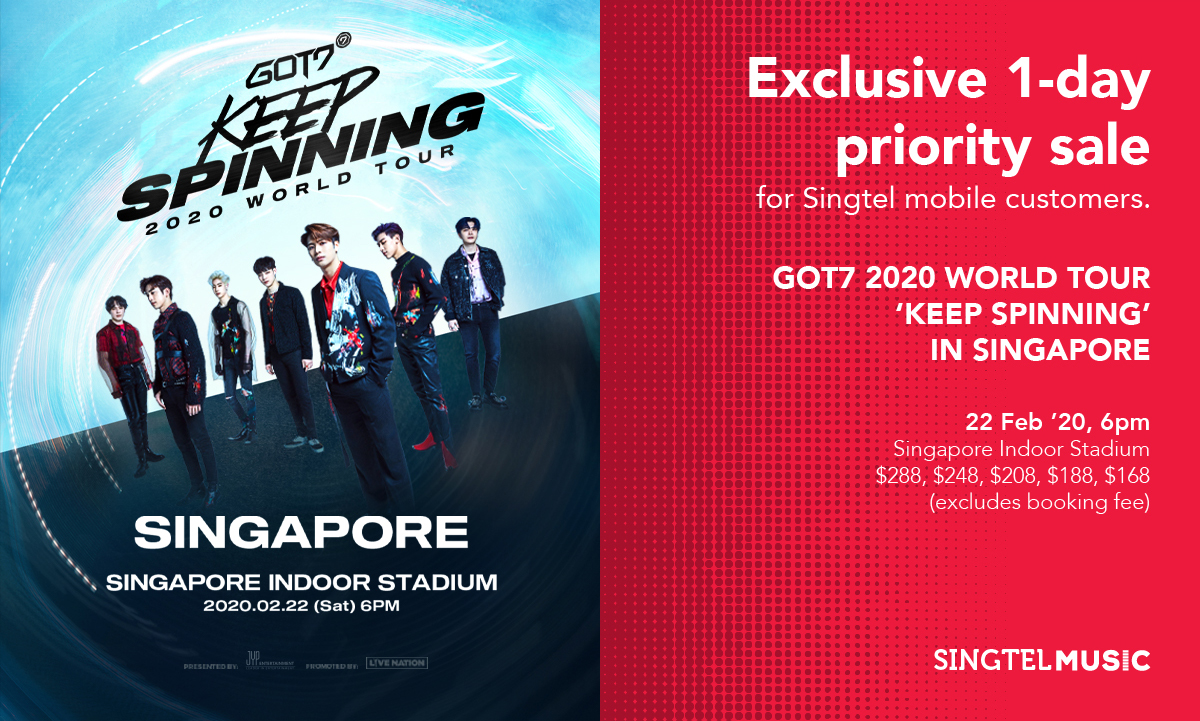 GOT7
KEEP
SPINNING
2020 WORLD TOUR
SINGAPORE
SINGAPORE INDOOR STADIUM
2020.02.22 (Sat) 6PM
PRESENTED BY: JYP ENTERTAINMENT PROMOTED BY: LIVE NATION
Exclusive 1-day
priority sale
for Singtel mobile customers.
GOT7 2020 WORLD TOUR
‘KEEP SPINNING’
IN SINGAPORE
22 Feb ‘20, 6pm
Singapore Indoor Stadium
$288, $248, $208, $188, $168
(excludes booking fee)
SINGTEL MUSIC